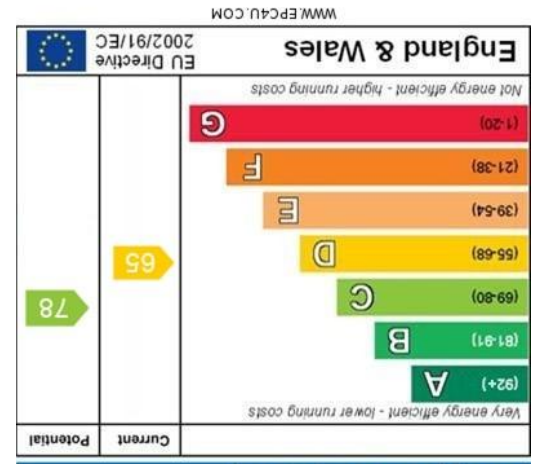 Current Potential
Very energy efficient - lower running costs
(92+) A
(81-91) B
(69-80) C
(55-68) D
(39-54) E
(21-38) F
(1-20) G
65
78
Not energy efficient - higher running costs
England & Wales
EU Directive
2002/91/EC
WWW.EPC4U.COM